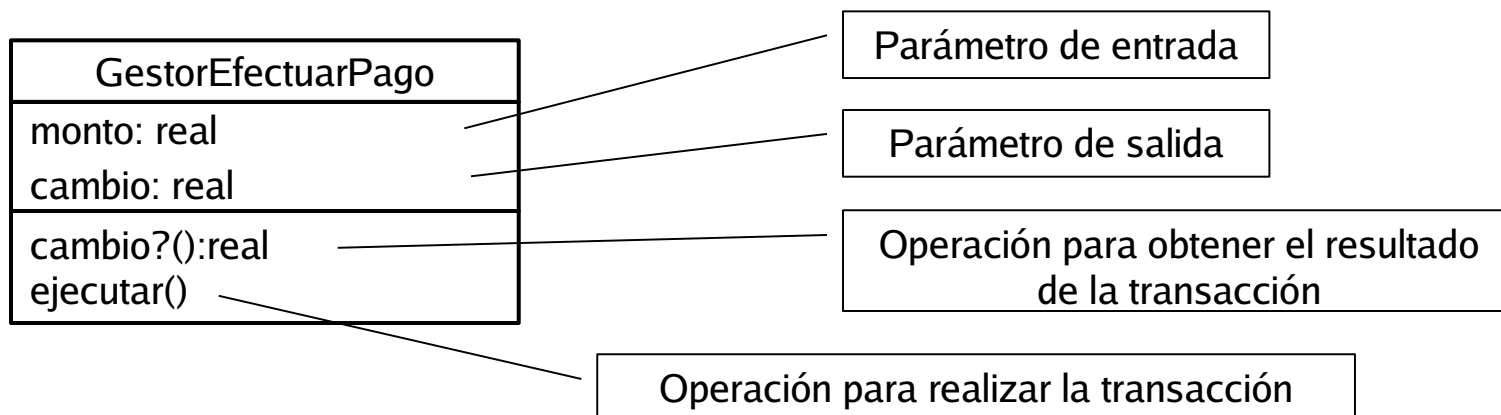 GestorEfectuarPago
monto: real
cambio: real
cambio?():real
ejecutar()
Parámetro de entrada
Parámetro de salida
Operación para obtener el resultado
de la transacción
Operación para realizar la transacción